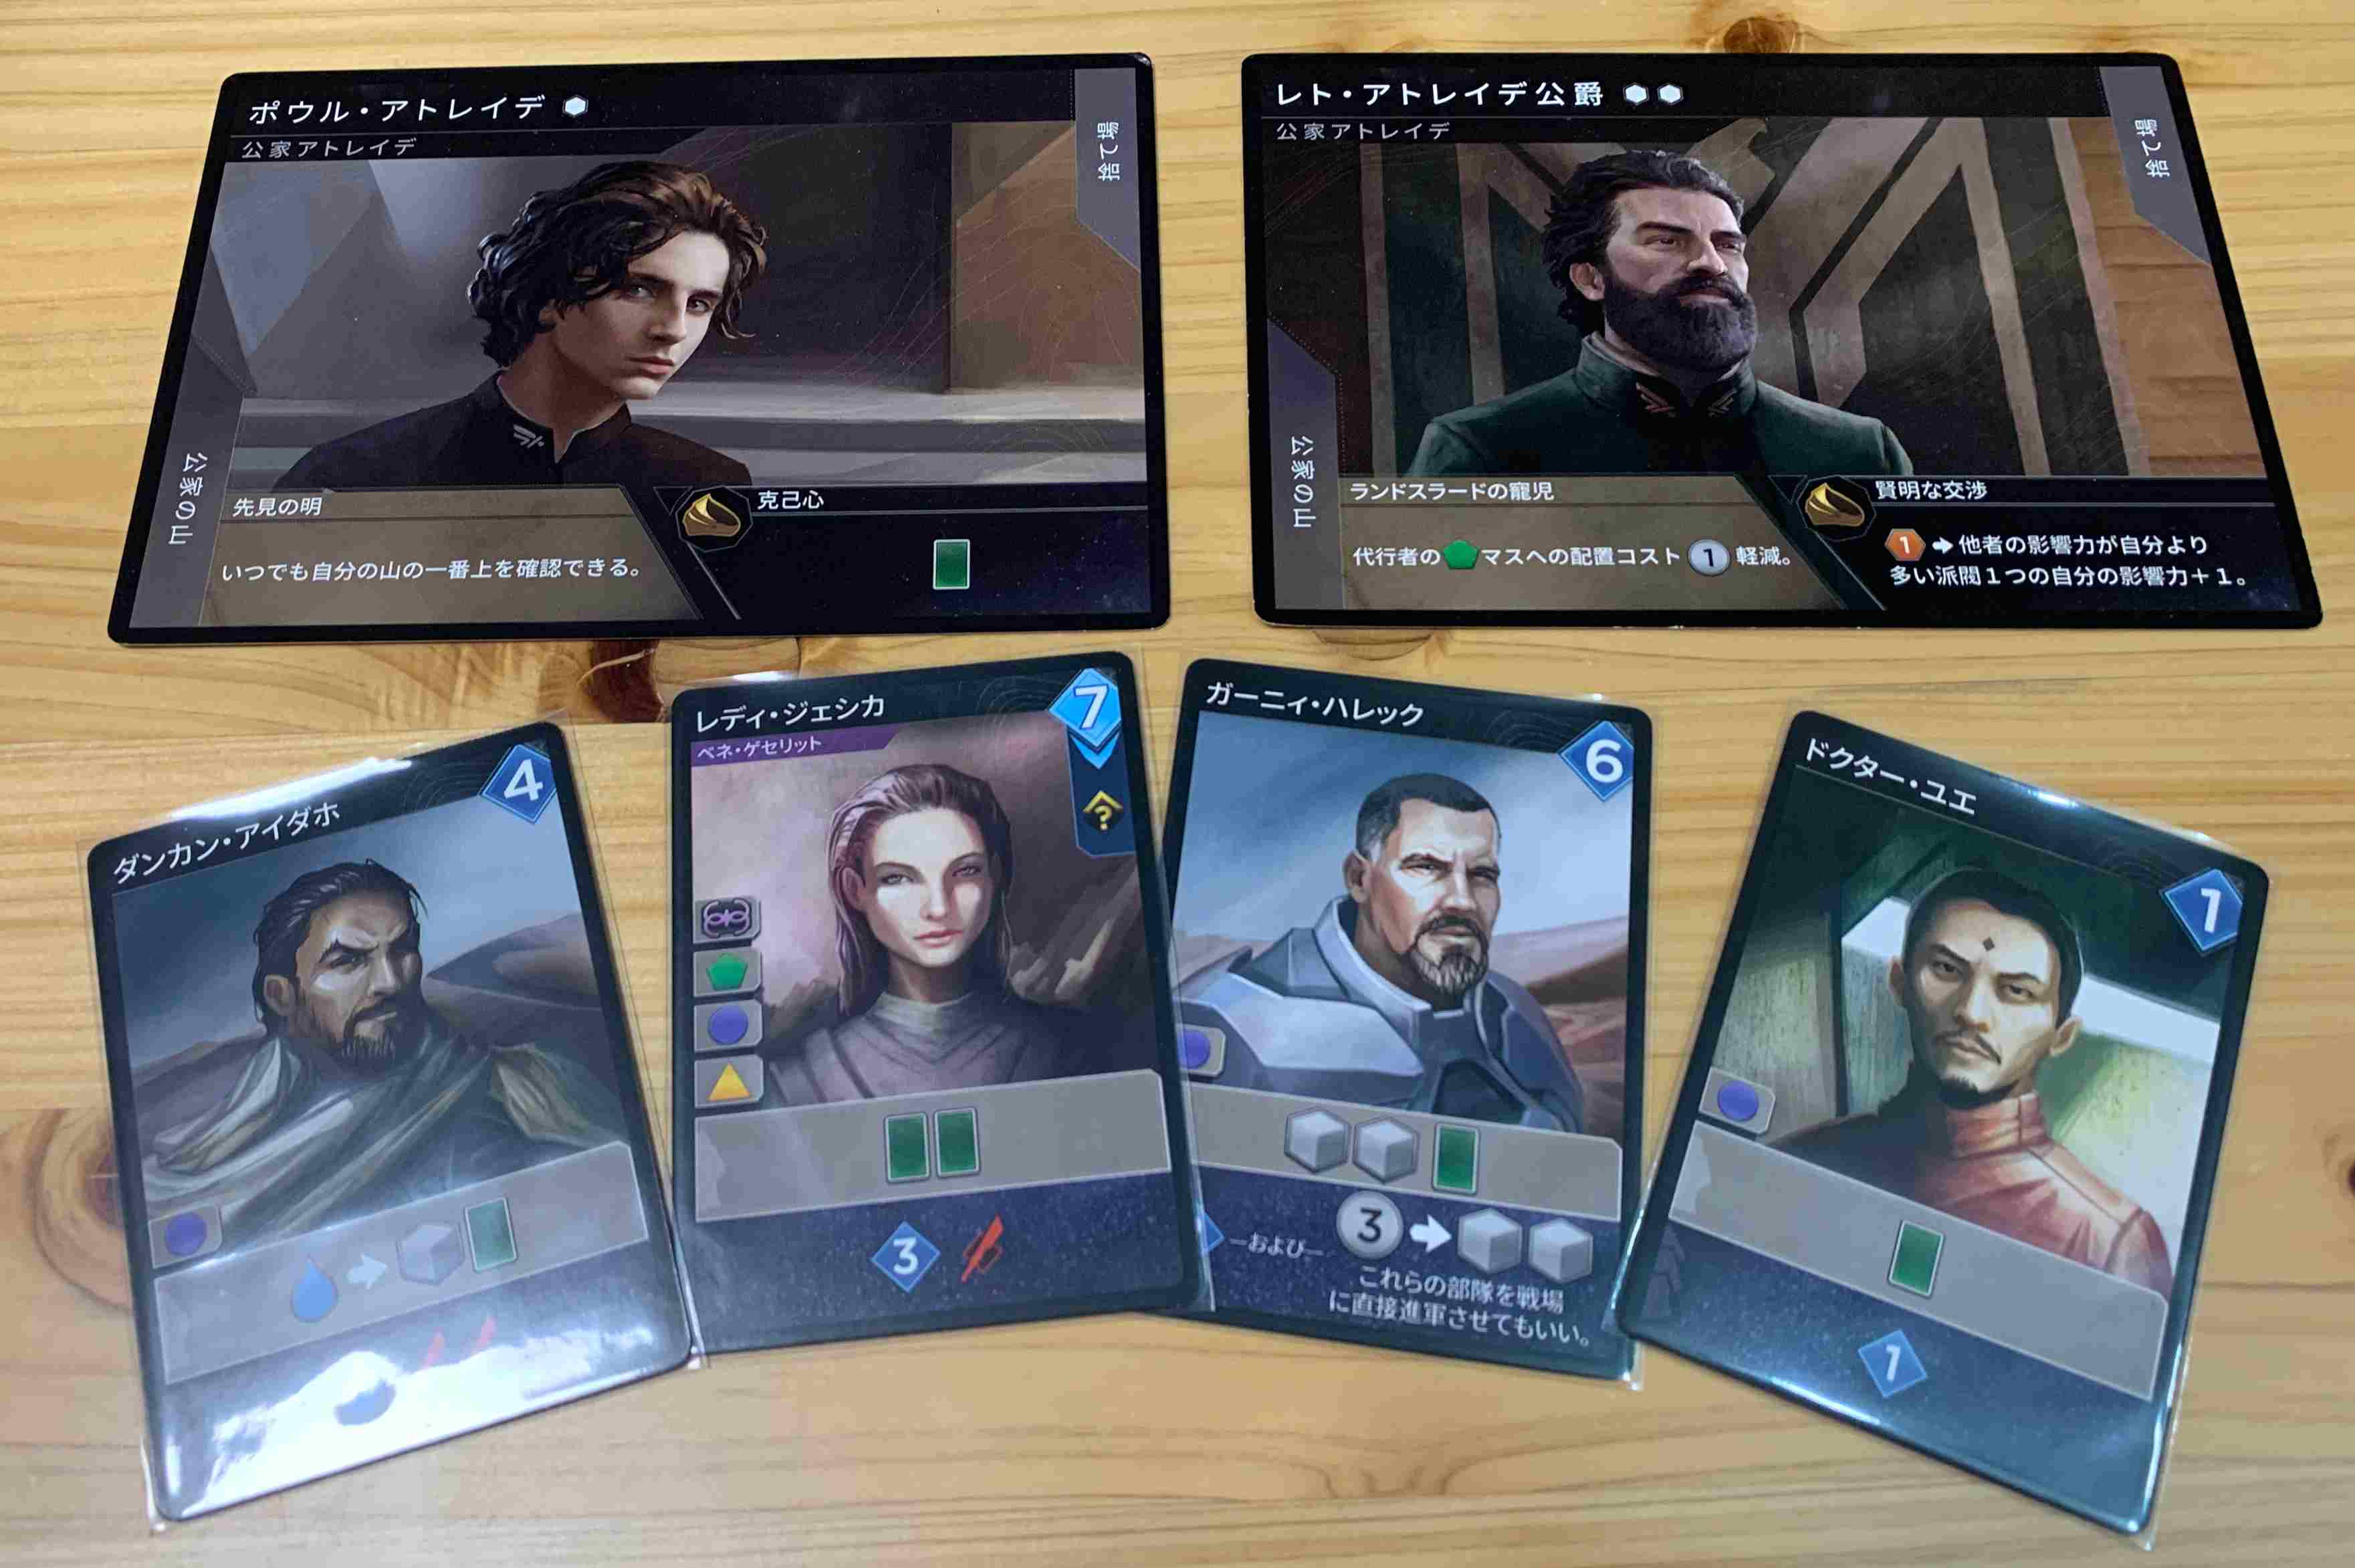 ポウル・アトレイデ
公家アトレイデ
捨て場
公家の山
先見の明
いつでも自分の山の一番上を確認できる。
克己心
レト・アトレイデ公爵
公家アトレイデ
捨て場
公家の山
ランドスラードの寵児
代行者のマスへの配置コスト1軽減。
賢明な交渉
1他者の影響力が自分より
多い派閥1つの自分の影響力+1。
ダンカン・アイダホ
4
レディ・ジェシカ
7
ベネ・ゲセリット
?
3
ガーニィ・ハレック
6
―および―
3
これらの部隊を戦場
に直接進軍させてもいい。
ドクター・ユエ
1
1